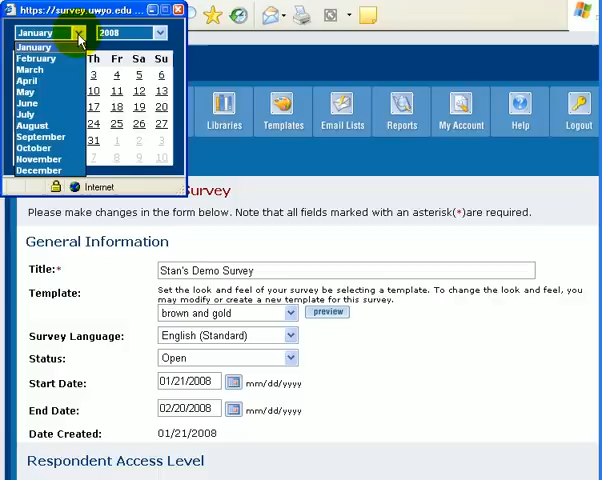 https://survey.uwyo.edu ...
January 2008
January
February
March
April
May
June
July
August
September
October
November
December
Th Fr Sa Su
3 4 5 6
10 11 12 13
17 18 19 20
24 25 26 27
31 1 2 3
7 8 9 10
Internet
Libraries Templates Email Lists Reports My Account Help Logout
Survey
Please make changes in the form below. Note that all fields marked with an asterisk(*)are required.
General Information
Title:* Stan's Demo Survey
Template: Set the look and feel of your survey be selecting a template. To change the look and feel, you
may modify or create a new template for this survey.
brown and gold preview
Survey Language: English (Standard)
Status: Open
Start Date: 01/21/2008 mm/dd/yyyy
End Date: 02/20/2008 mm/dd/yyyy
Date Created: 01/21/2008
Respondent Access Level